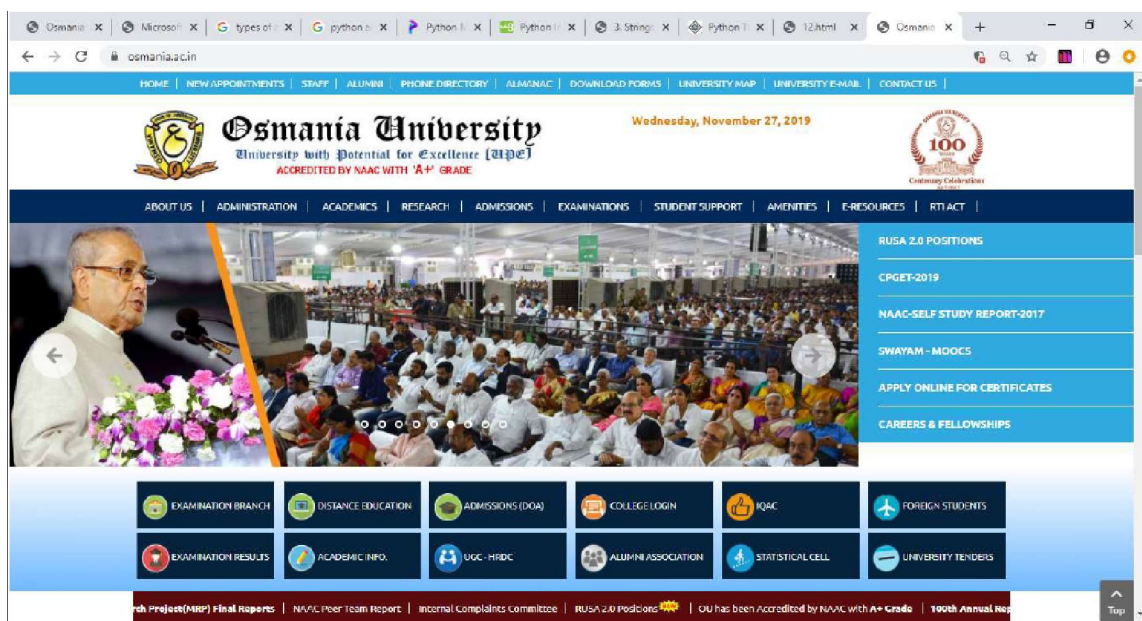 Osmania
Microsof
types of
python s
Python
Python
3. String
Python T
12.html
Osmania
osmania.ac.in
HOME | NEW APPOINTMENTS | STAFF | ALUMNI | PHONE DIRECTORY | ALMANAC | DOWNLOAD FORMS | UNIVERSITY MAP | UNIVERSITY E-MAIL | CONTACT US |
Osmania University
University with Potential for Excellence [UPE]
ACCREDITED BY NAAC WITH 'A+' GRADE
Wednesday, November 27, 2019
100
Centenary Celebrations
ABOUT US | ADMINISTRATION | ACADEMICS | RESEARCH | ADMISSIONS | EXAMINATIONS | STUDENT SUPPORT | AMENITIES | E-RESOURCES | RTI ACT |
RUSA 2.0 POSITIONS
CPGET-2019
NAAC-SELF STUDY REPORT-2017
SWAYAM - MOOCS
APPLY ONLINE FOR CERTIFICATES
CAREERS & FELLOWSHIPS
EXAMINATION BRANCH
DISTANCE EDUCATION
ADMISSIONS (DOA)
COLLEGE LOGIN
IQAC
FOREIGN STUDENTS
EXAMINATION RESULTS
ACADEMIC INFO.
UGC - HRDC
ALUMNI ASSOCIATION
STATISTICAL CELL
UNIVERSITY TENDERS
rch Project(MRP) Final Reports | NAAC Peer Team Report | Internal Complaints Committee | RUSA 2.0 Positions NEW | OU has been Accredited by NAAC with A+ Grade | 100th Annual Rep
Top